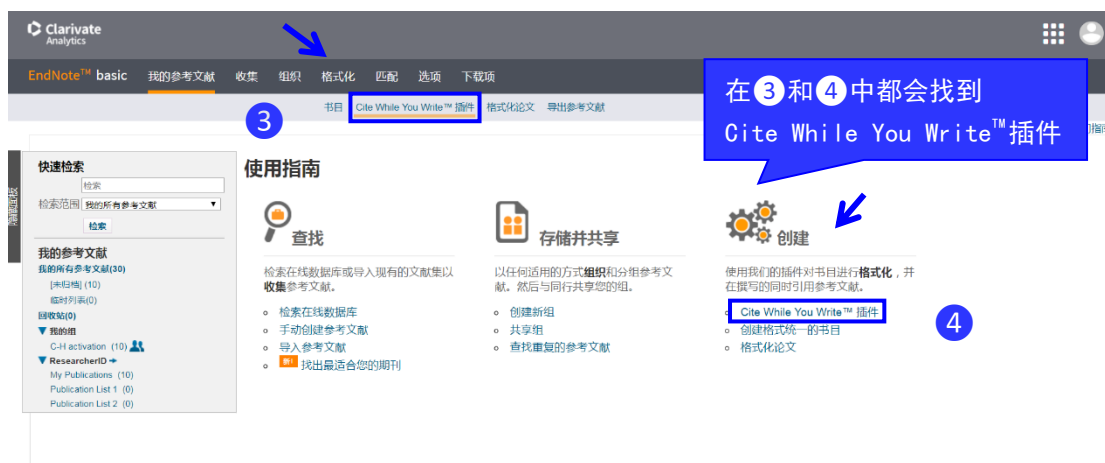 Clarivate
Analytics
EndNote™ basic 我的参考文献 收集 组织 格式化 匹配 选项 下载项
书目 Cite While You Write™ 插件 格式化论文 导出参考文献
③
在③和④中都会找到
Cite While You Write™插件
快速检索
检索
检索范围 我的所有参考文献
检索
我的参考文献
我的所有参考文献(30)
[未归档] (10)
临时列表(0)
回收站(0)
▼ 我的组
C-H activation (10)
▼ ResearcherID
My Publications (10)
Publication List 1 (0)
Publication List 2 (0)
使用指南
查找
检索在线数据库或导入现有的文献集以
收集参考文献。
检索在线数据库
手动创建参考文献
导入参考文献
新! 找出最适合您的期刊
存储并共享
以任何适用的方式组织和分组参考文
献。然后与同行共享您的组。
创建新组
共享组
查找重复的参考文献
创建
使用我们的插件对书目进行格式化，并
在撰写的同时引用参考文献。
Cite While You Write™ 插件
创建格式统一的书目
格式化论文
④